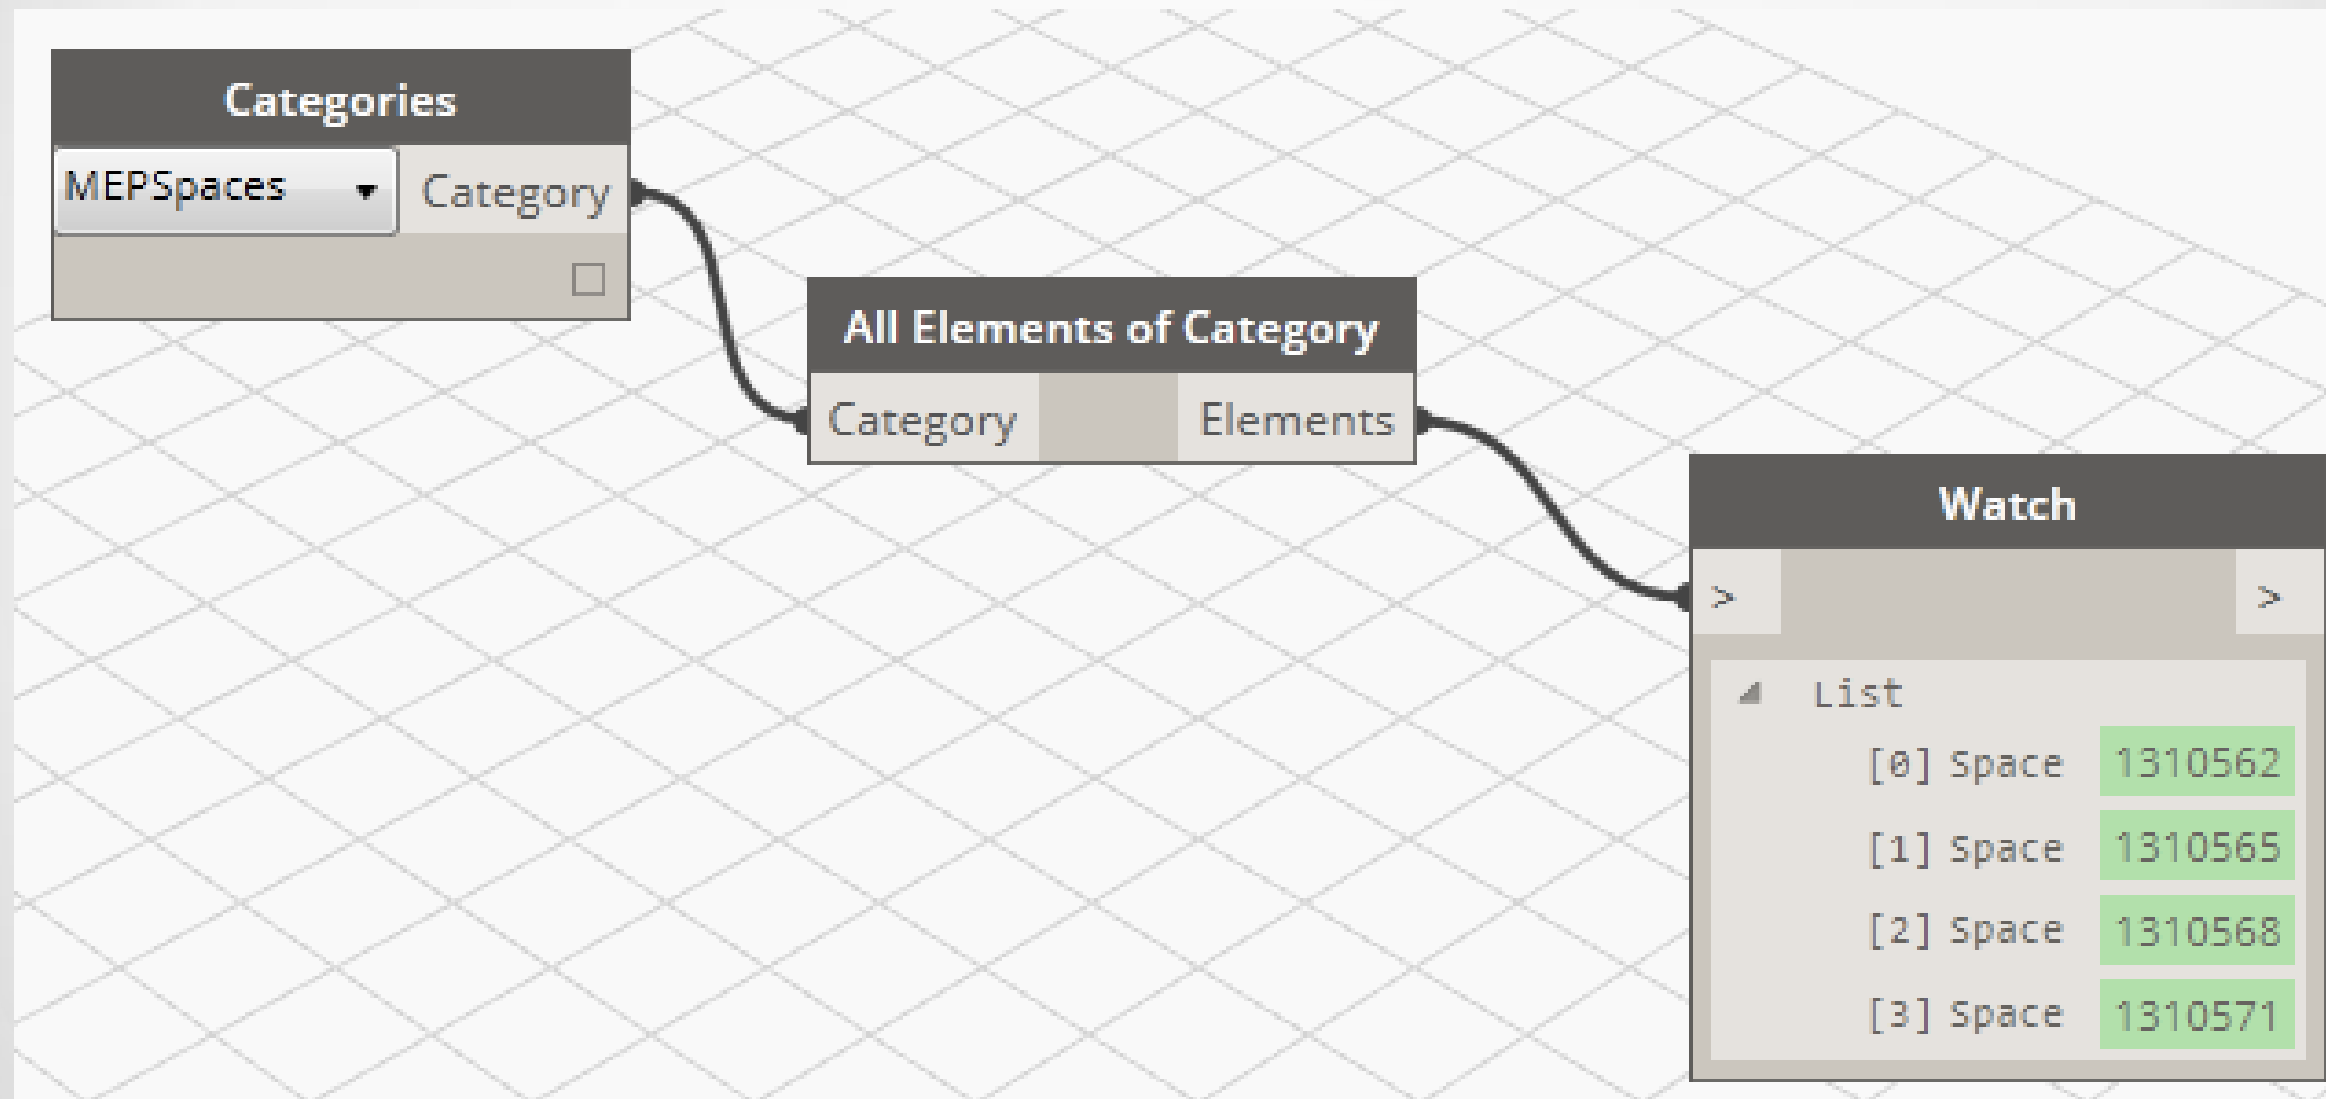 Categories
MEPSpaces Category
All Elements of Category
Category Elements
Watch
> >
List
[0] Space 1310562
[1] Space 1310565
[2] Space 1310568
[3] Space 1310571